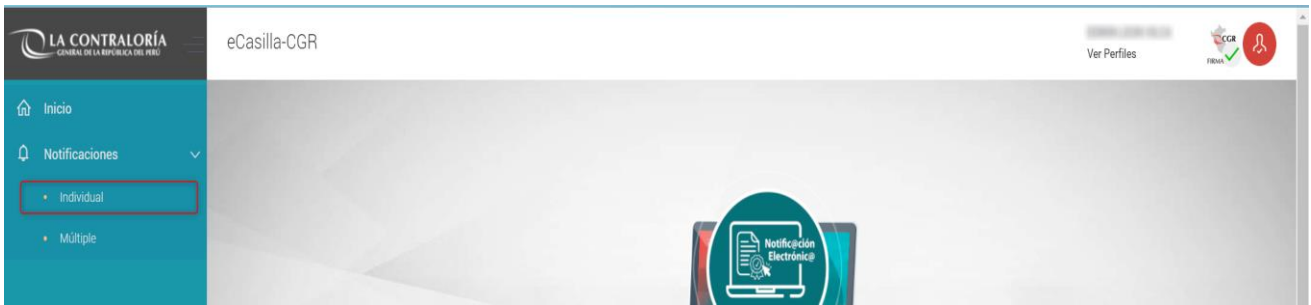 LA CONTRALORÍA
GENERAL DE LA REPÚBLICA DEL PERÚ
eCasilla-CGR
Ver Perfiles
CGR
FIRMA
Inicio
Notificaciones
Individual
Múltiple
Notific@ción
Electrónic@